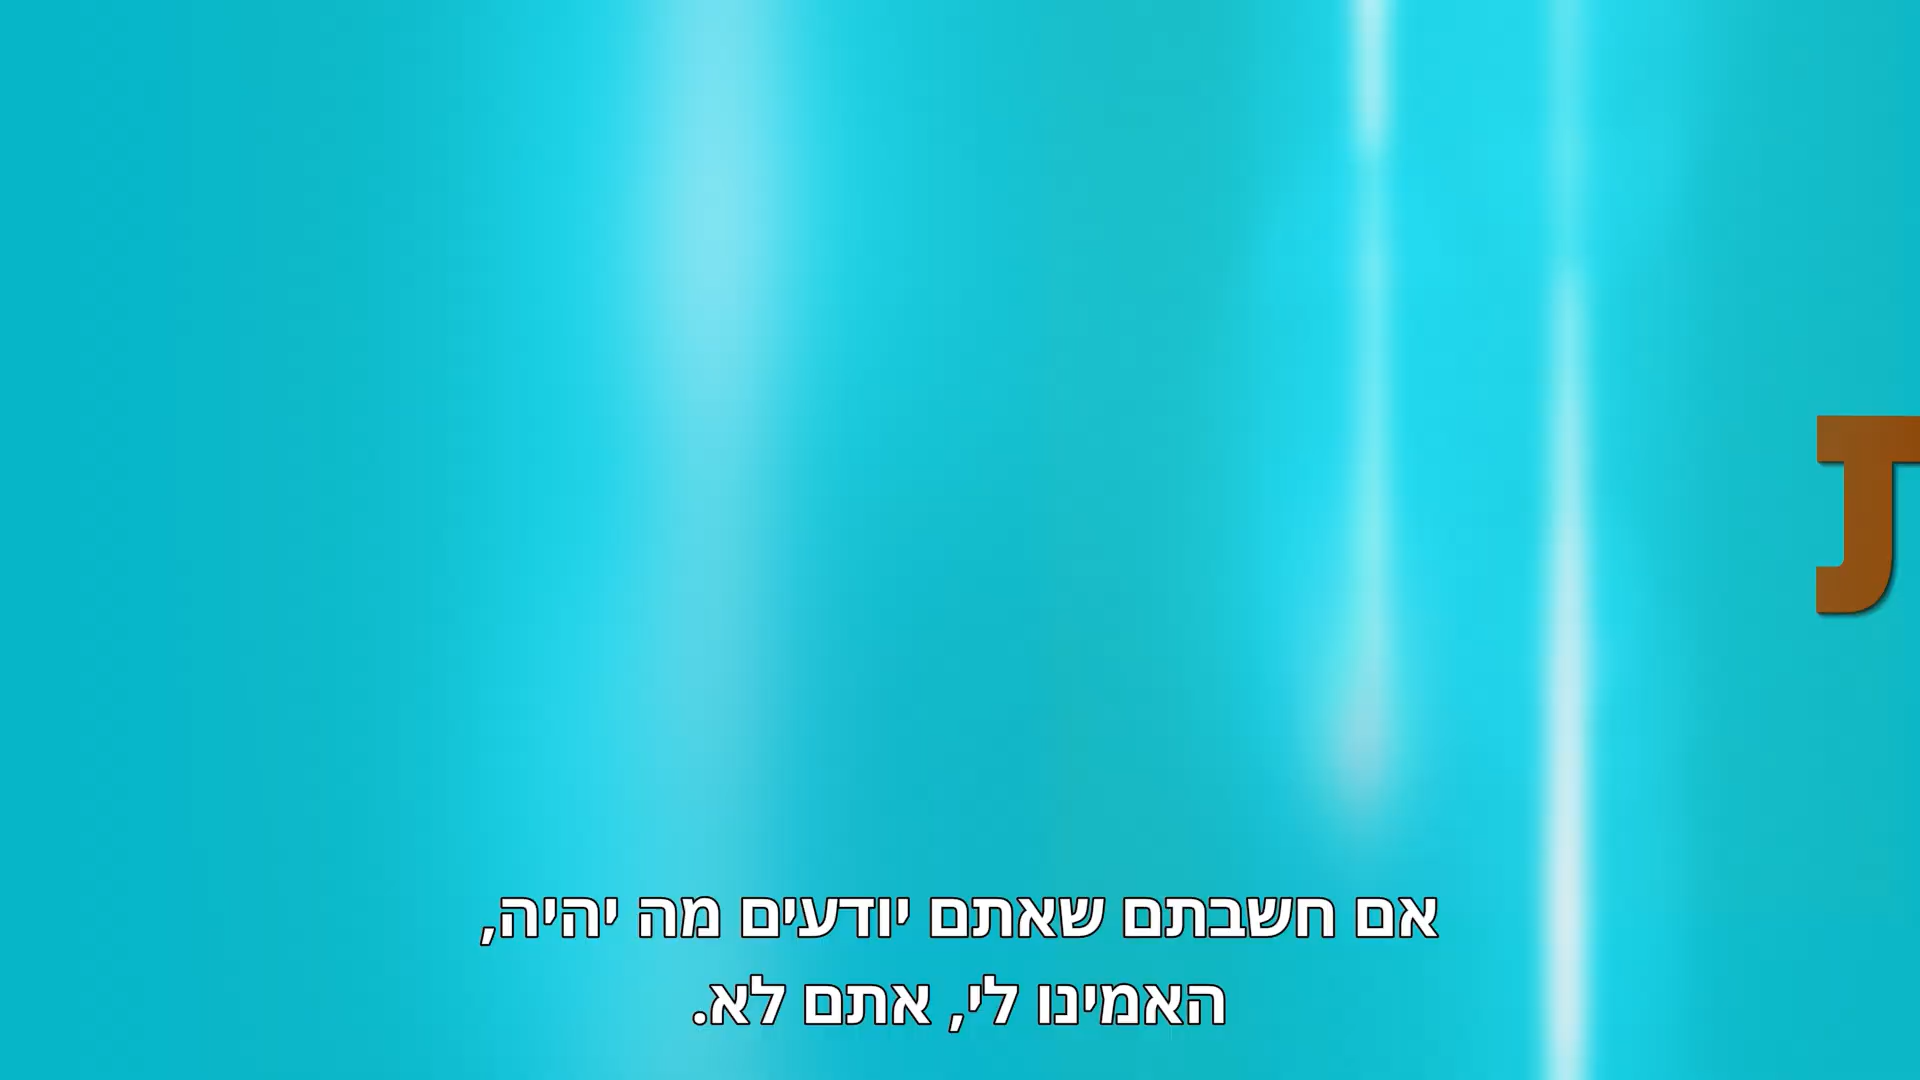 אם חשבתם שאתם יודעים מה יהיה,
האמינו לי, אתם לא.